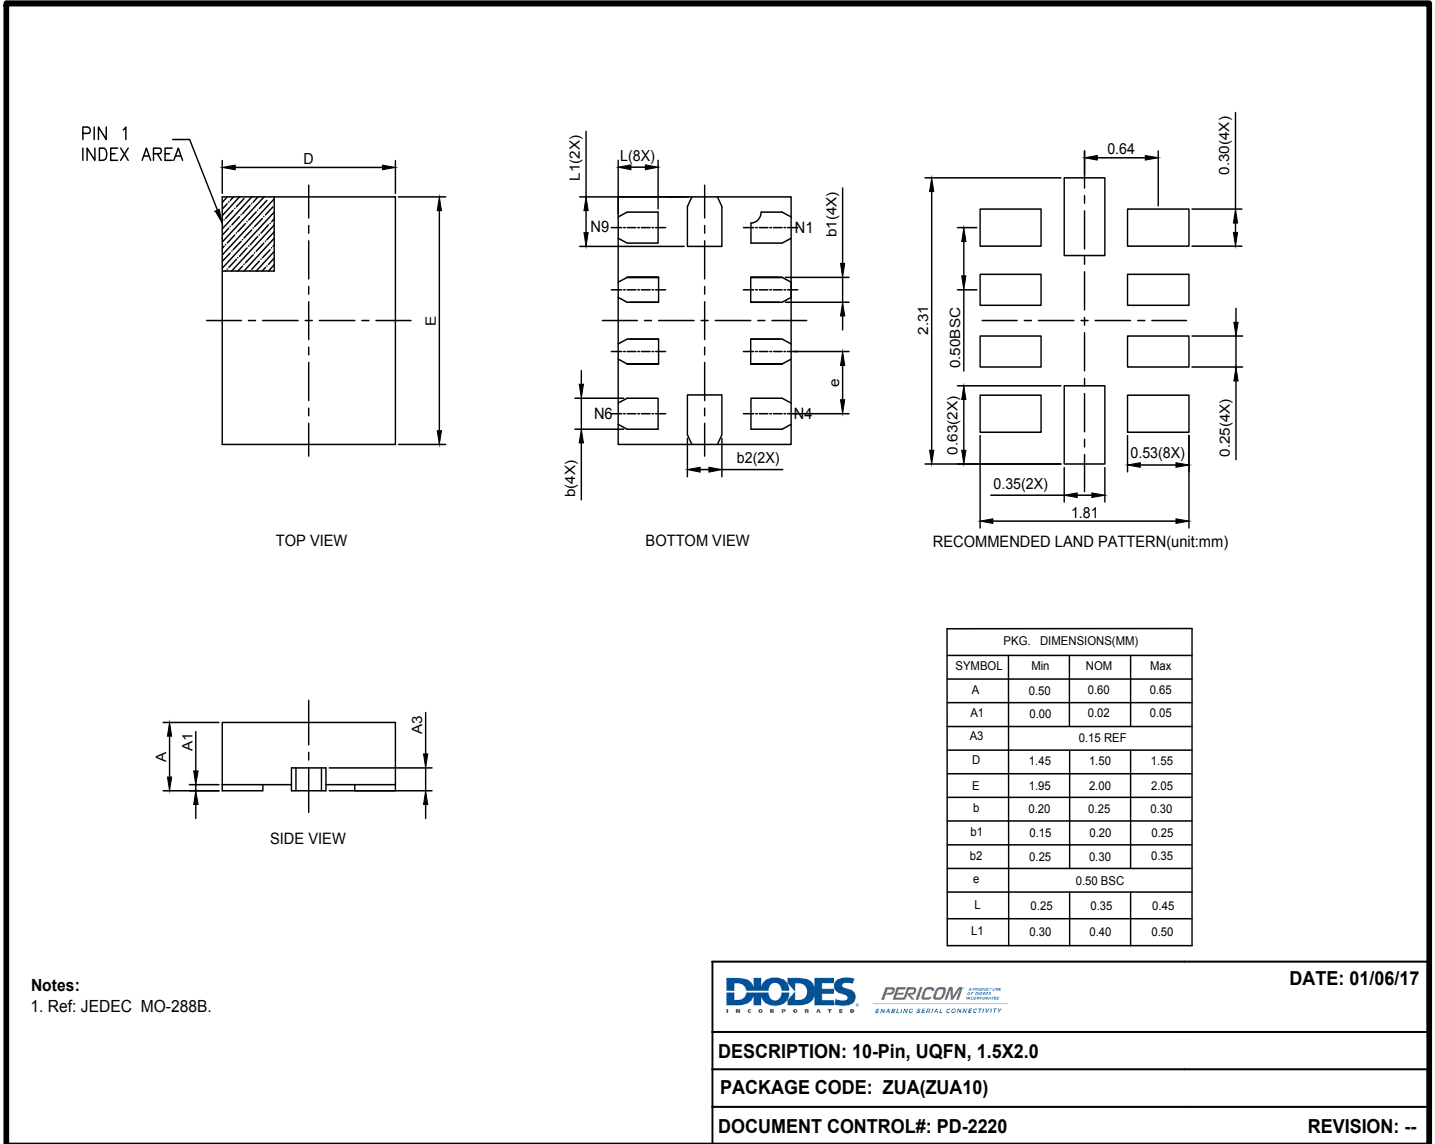 PIN 1
INDEX AREA
D
E
TOP VIEW
L1(2X)
L(8X)
b1(4X)
N9
N1
e
N6
N4
b(4X)
b2(2X)
BOTTOM VIEW
0.64
0.30(4X)
2.31
0.50BSC
0.63(2X)
0.25(4X)
0.53(8X)
0.35(2X)
1.81
RECOMMENDED LAND PATTERN(unit:mm)
A
A1
A3
SIDE VIEW
PKG. DIMENSIONS(MM)
SYMBOL Min NOM Max
A 0.50 0.60 0.65
A1 0.00 0.02 0.05
A3 0.15 REF
D 1.45 1.50 1.55
E 1.95 2.00 2.05
b 0.20 0.25 0.30
b1 0.15 0.20 0.25
b2 0.25 0.30 0.35
e 0.50 BSC
L 0.25 0.35 0.45
L1 0.30 0.40 0.50
Notes:
1. Ref: JEDEC MO-288B.
DIODES
INCORPORATED
PERICOM
A PRODUCT LINE
OF DIODES
INCORPORATED
ENABLING SERIAL CONNECTIVITY
DATE: 01/06/17
DESCRIPTION: 10-Pin, UQFN, 1.5X2.0
PACKAGE CODE: ZUA(ZUA10)
DOCUMENT CONTROL#: PD-2220
REVISION: --